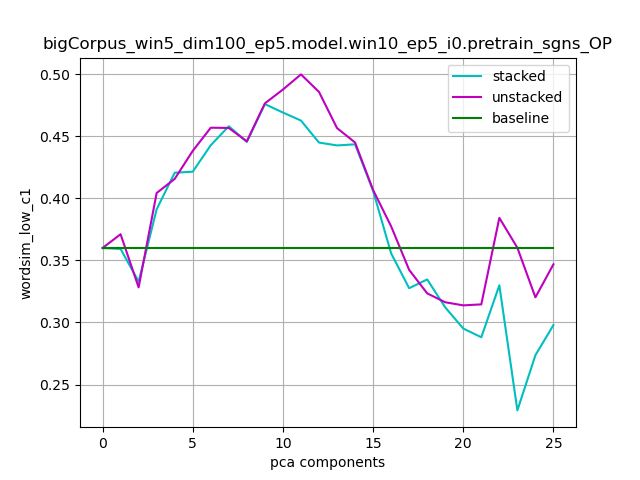 bigCorpus_win5_dim100_ep5.model.win10_ep5_i0.pretrain_sgns_OP
stacked
unstacked
baseline
wordsim_low_c1
0.50
0.45
0.40
0.35
0.30
0.25
0
5
10
15
20
25
pca components